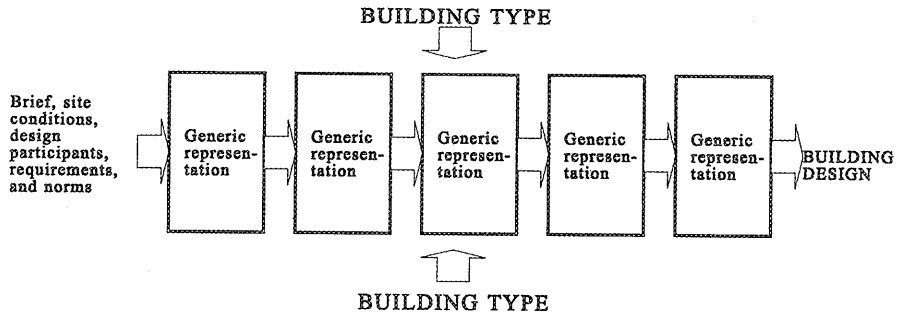 BUILDING TYPE
Brief, site
conditions,
design
participants,
requirements,
and norms
Generic
represen-
tation
Generic
represen-
tation
Generic
represen-
tation
Generic
represen-
tation
Generic
represen-
tation
BUILDING
DESIGN
BUILDING TYPE